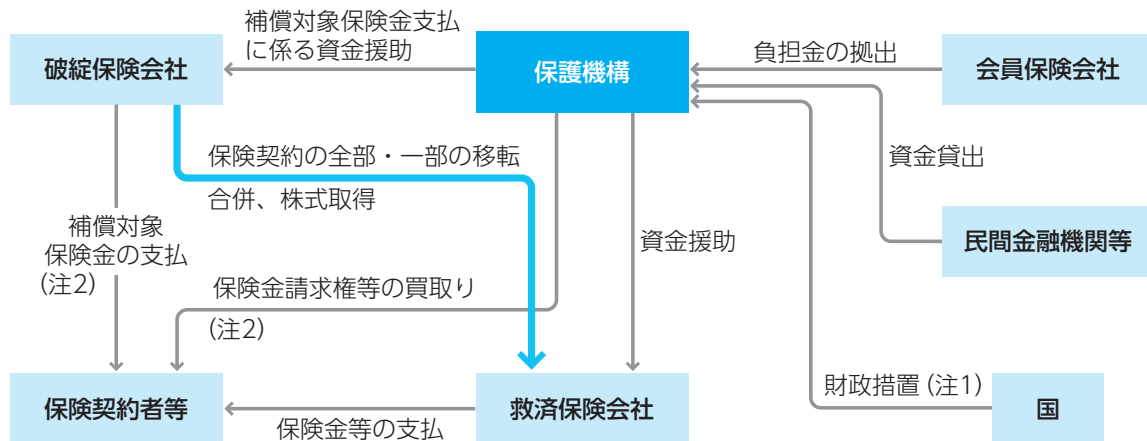 補償対象保険金支払
に係る資金援助
破綻保険会社
保護機構
負担金の拠出
会員保険会社
保険契約の全部・一部の移転
合併、株式取得
資金貸出
補償対象
保険金の支払
(注2)
資金援助
民間金融機関等
保険金請求権等の買取り
(注2)
財政措置(注1)
保険契約者等
保険金等の支払
救済保険会社
国